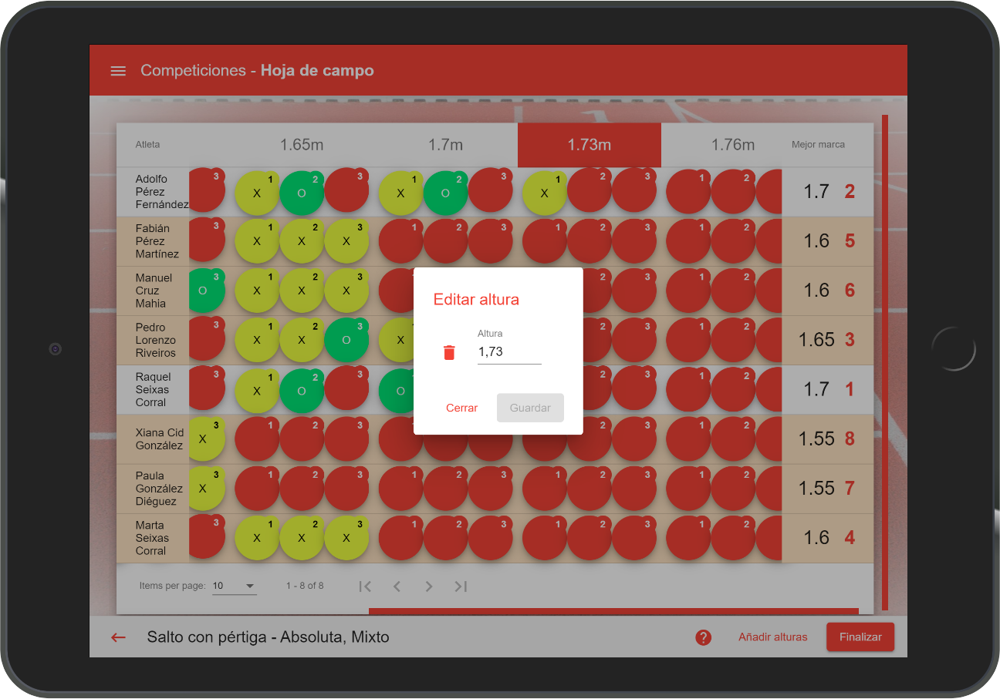 Competiciones - Hoja de campo
Atleta 1.65m 1.7m 1.73m 1.76m Mejor marca
Adolfo
Pérez
Fernández
3 X 1 O 2 3 X 1 O 2 3 X 1 2 3 1 2 1.7 2
Fabián
Pérez
Martínez
3 X 1 X 2 X 3 1 2 3 1 2 3 1 2 1.6 5
Manuel
Cruz
Mahia
O 3 X 1 X 2 X 3 2 3 1 2 1.6 6
Pedro
Lorenzo
Riveiros
3 X 1 X 2 O 3 X 2 3 1 2 1.65 3
Raquel
Seixas
Corral
3 X 1 O 2 3 O 2 3 1 2 1.7 1
Xiana Cid
González
X 3 1 2 3 2 3 1 2 1.55 8
Paula
González
Diéguez
X 3 1 2 3 1 2 3 1 2 3 1 2 1.55 7
Marta
Seixas
Corral
3 X 1 X 2 X 3 1 2 3 1 2 3 1 2 1.6 4
Editar altura
Altura
1,73
Cerrar Guardar
Items per page: 10 1 - 8 of 8
Salto con pértiga - Absoluta, Mixto ? Añadir alturas Finalizar